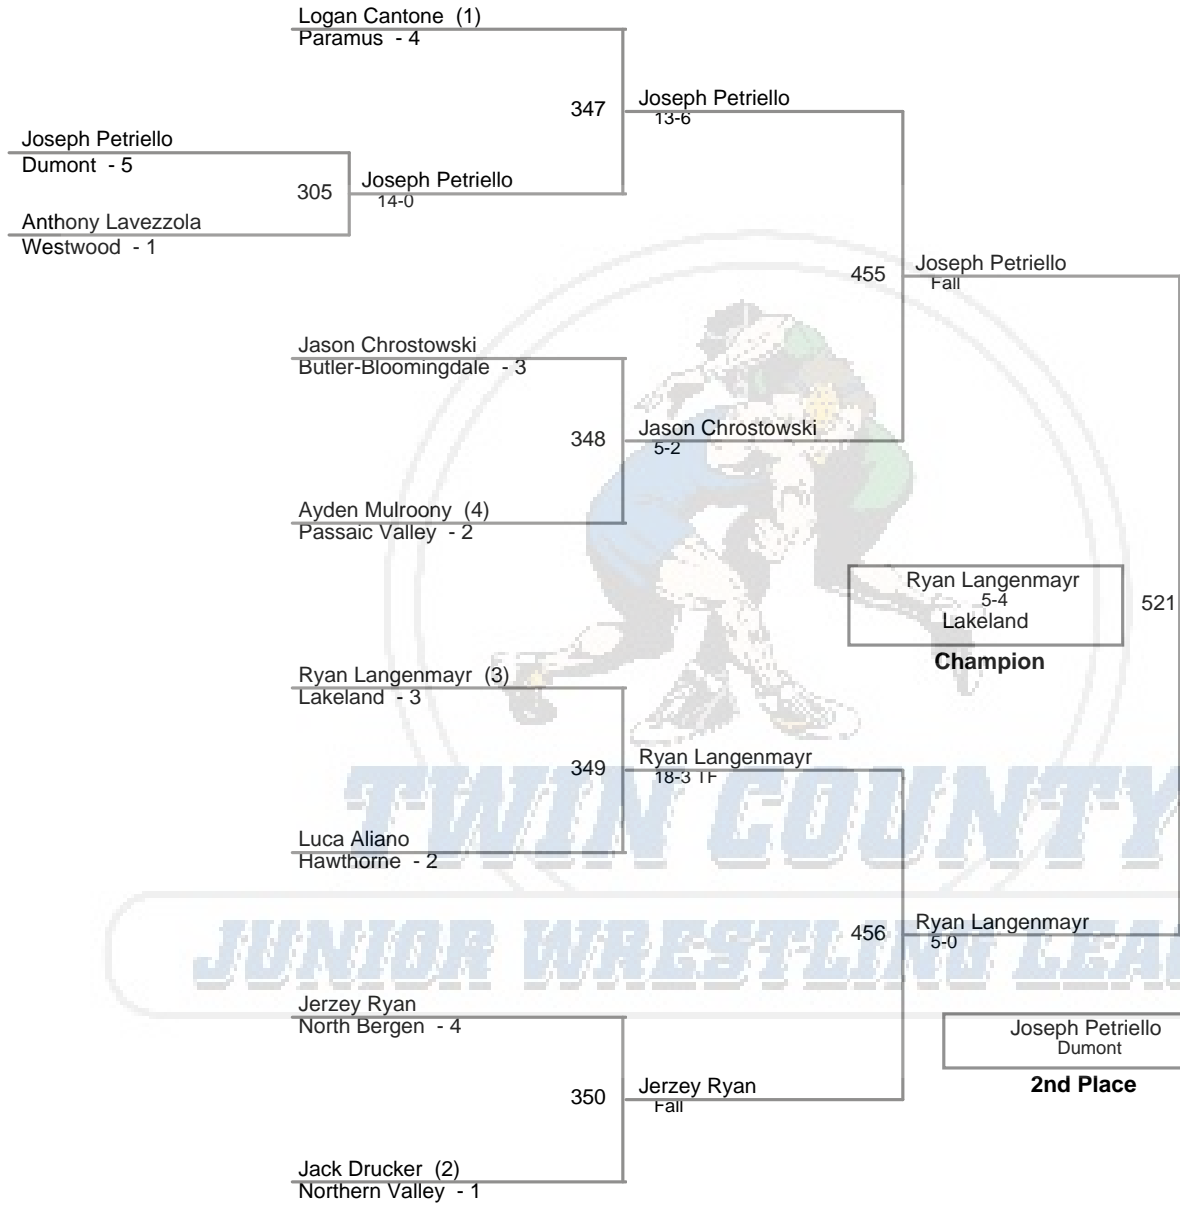 Logan Cantone (1)
Paramus - 4
347
Joseph Petriello
13-6
Joseph Petriello
Dumont - 5
305
Joseph Petriello
14-0
Anthony Lavezzola
Westwood - 1
455
Joseph Petriello
Fall
Jason Chrostowski
Butler-Bloomingdale - 3
348
Jason Chrostowski
5-2
Ayden Mulroony (4)
Passaic Valley - 2
Ryan Langenmayr
5-4
Lakeland
521
Champion
Ryan Langenmayr (3)
Lakeland - 3
349
Ryan Langenmayr
18-3 TF
TWIN COUNTY
Luca Aliano
Hawthorne - 2
456
Ryan Langenmayr
5-0
JUNIOR WRESTLING LEA
Jerzey Ryan
North Bergen - 4
Joseph Petriello
Dumont
2nd Place
350
Jerzey Ryan
Fall
Jack Drucker (2)
Northern Valley - 1